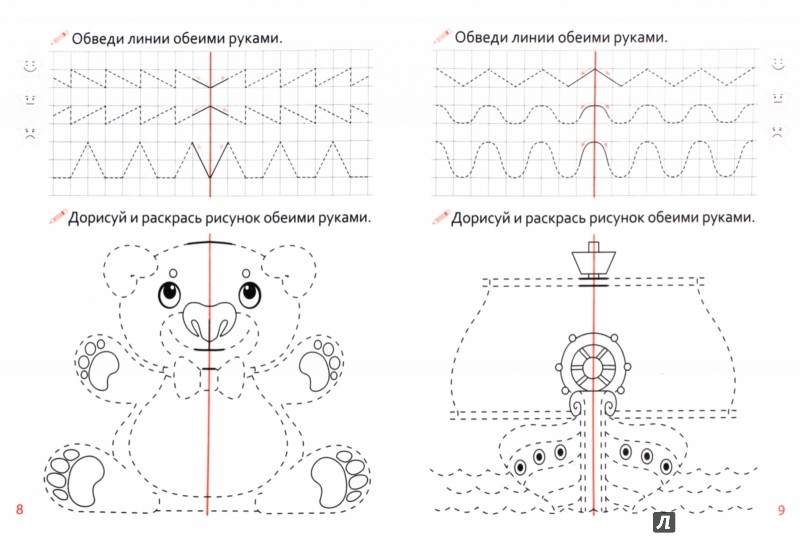 Обведи линии обеими руками.
Дорисуй и раскрась рисунок обеими руками.
8
Обведи линии обеими руками.
Дорисуй и раскрась рисунок обеими руками.
9
Л